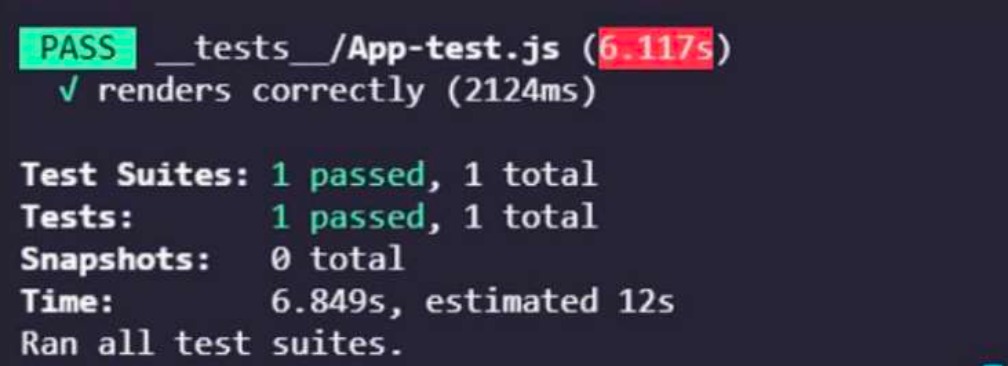 PASS __tests__/App-test.js (6.117s)
√ renders correctly (2124ms)
Test Suites: 1 passed, 1 total
Tests: 1 passed, 1 total
Snapshots: 0 total
Time: 6.849s, estimated 12s
Ran all test suites.